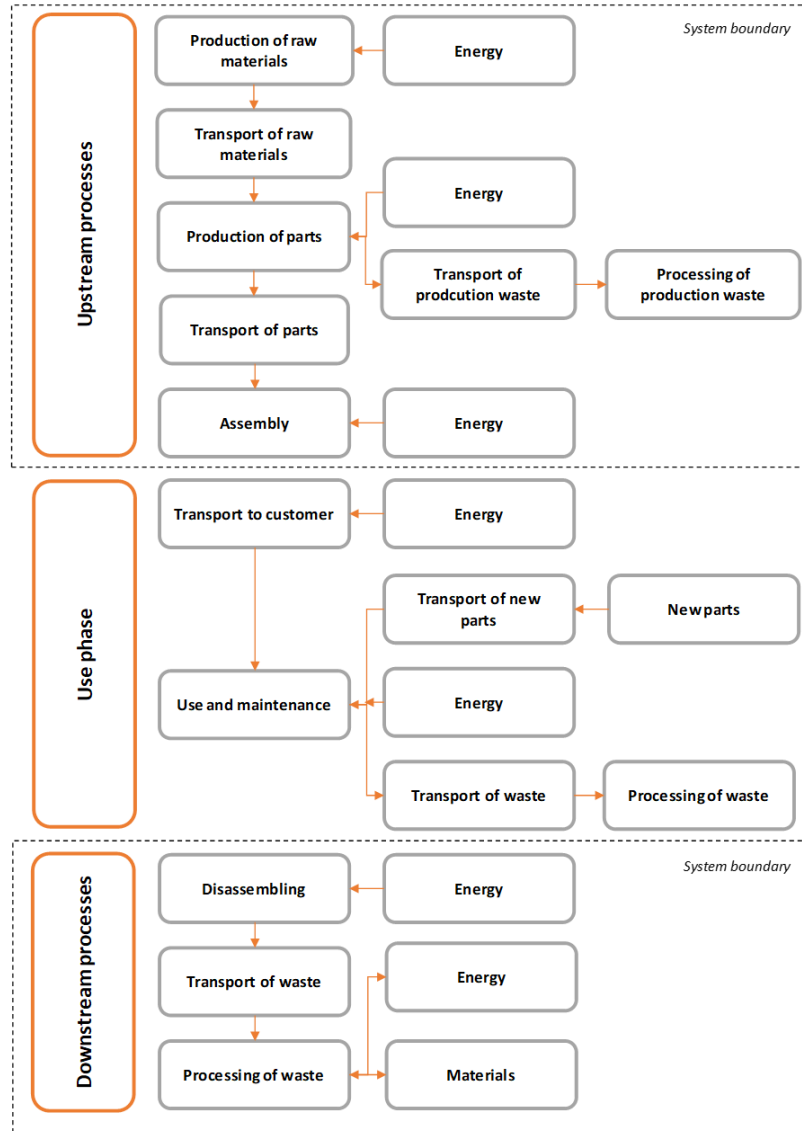 System boundary
Upstream processes
Production of raw
materials
Energy
Transport of raw
materials
Energy
Production of parts
Transport of
prodcution waste
Processing of
production waste
Transport of parts
Assembly
Energy
Use phase
Transport to customer
Energy
Transport of new
parts
New parts
Use and maintenance
Energy
Transport of waste
Processing of waste
System boundary
Downstream processes
Disassembling
Energy
Transport of waste
Energy
Processing of waste
Materials